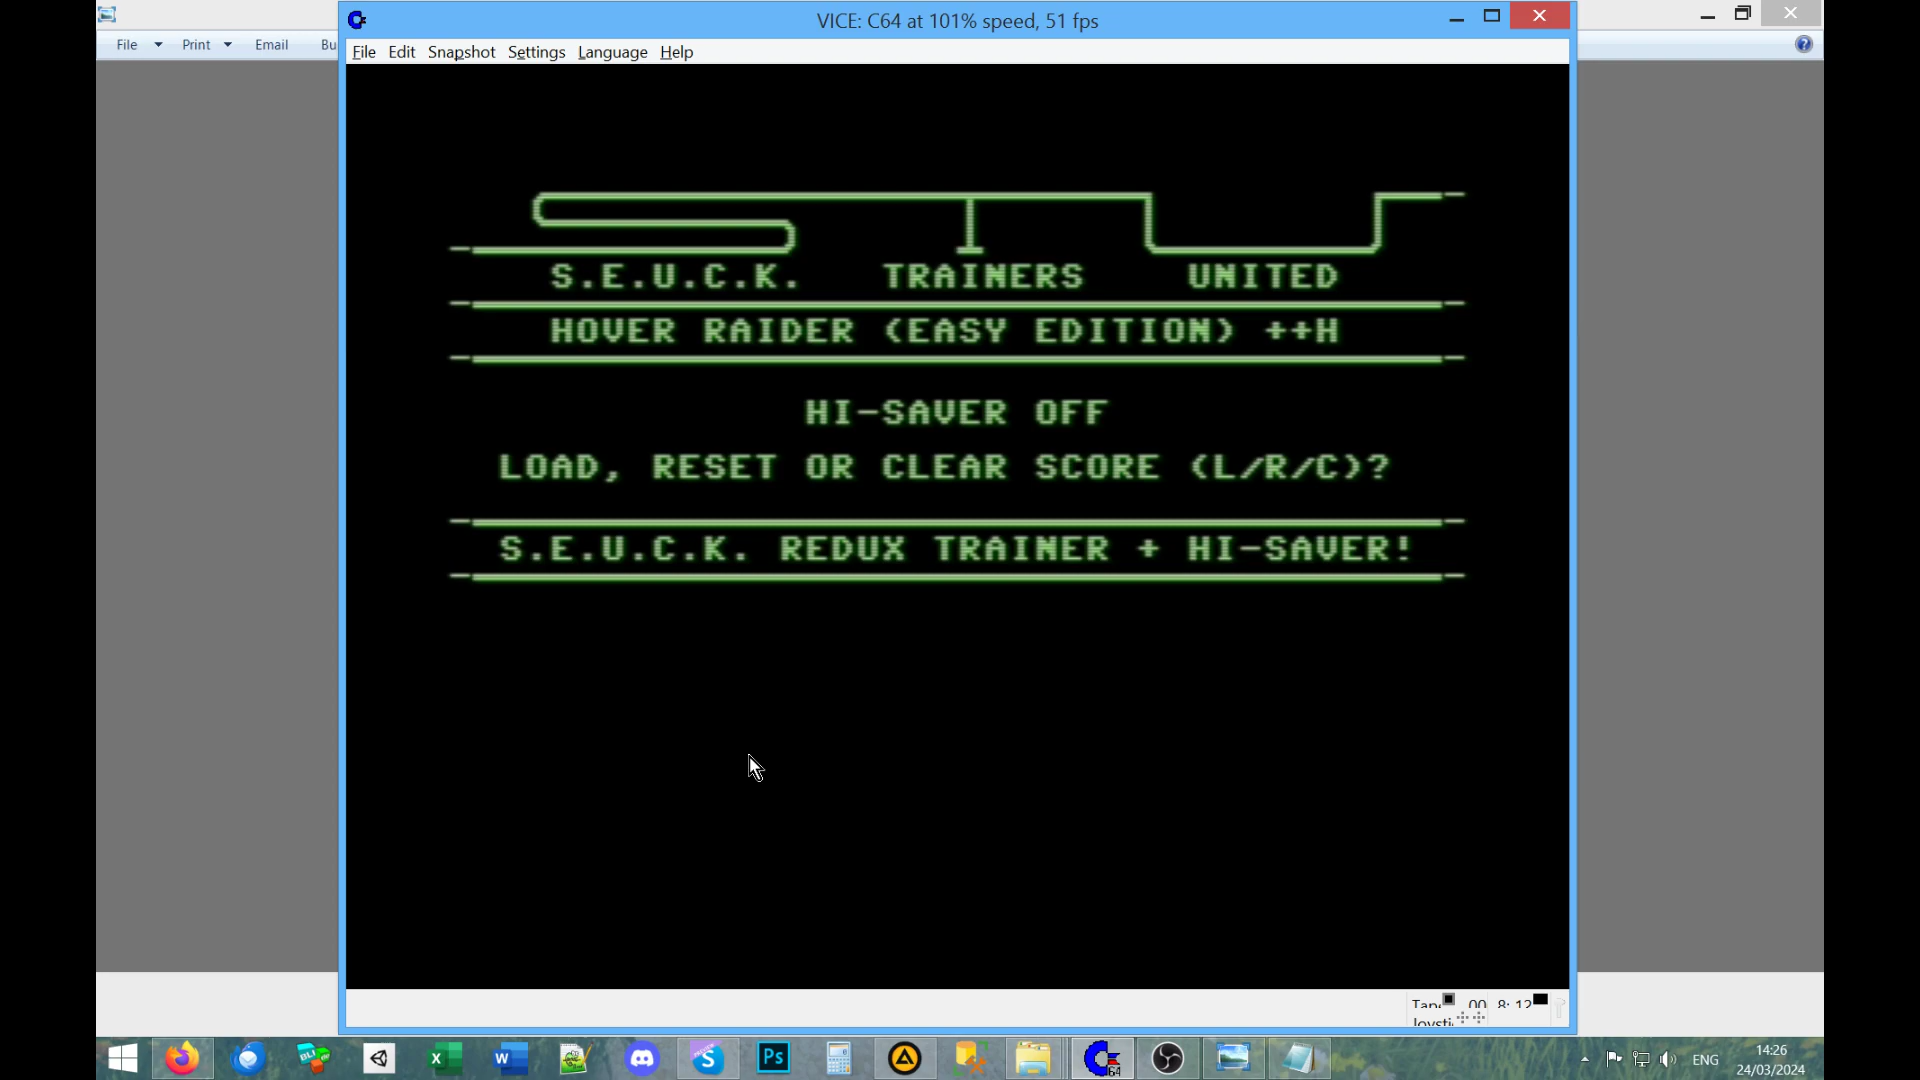 VICE: C64 at 101% speed, 51 fps
File Print Email
File Edit Snapshot Settings Language Help
S.E.U.C.K. TRAINERS UNITED
HOVER RAIDER (EASY EDITION) ++H
HI-SAVER OFF
LOAD, RESET OR CLEAR SCORE (L/R/C)?
S.E.U.C.K. REDUX TRAINER + HI-SAVER!
8: 12
ENG
14:26
24/03/2024